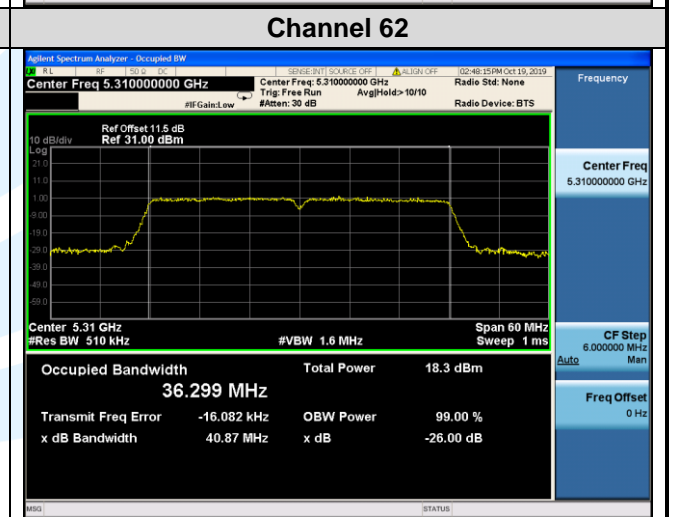 Channel 62
Agilent Spectrum Analyzer - Occupied BW
RL RF 50 Ω DC SENSE:INT SOURCE OFF ALIGN OFF 02:48:15PM Oct 19, 2019
Center Freq 5.310000000 GHz Center Freq: 5.310000000 GHz Radio Std: None Frequency
Trig: Free Run Avg|Hold:>10/10
#IFGain:Low #Atten: 30 dB Radio Device: BTS
Ref Offset 11.5 dB
10 dB/div Ref 31.00 dBm
Log
21.0
11.0
1.00
-9.00
-19.0
-29.0
-39.0
-49.0
-59.0
Center Freq
5.310000000 GHz
Center 5.31 GHz Span 60 MHz
#Res BW 510 kHz #VBW 1.6 MHz Sweep 1 ms
CF Step
6.000000 MHz
Auto Man
Occupied Bandwidth Total Power 18.3 dBm
36.299 MHz
Freq Offset
0 Hz
Transmit Freq Error -16.082 kHz OBW Power 99.00 %
x dB Bandwidth 40.87 MHz x dB -26.00 dB
MSG STATUS